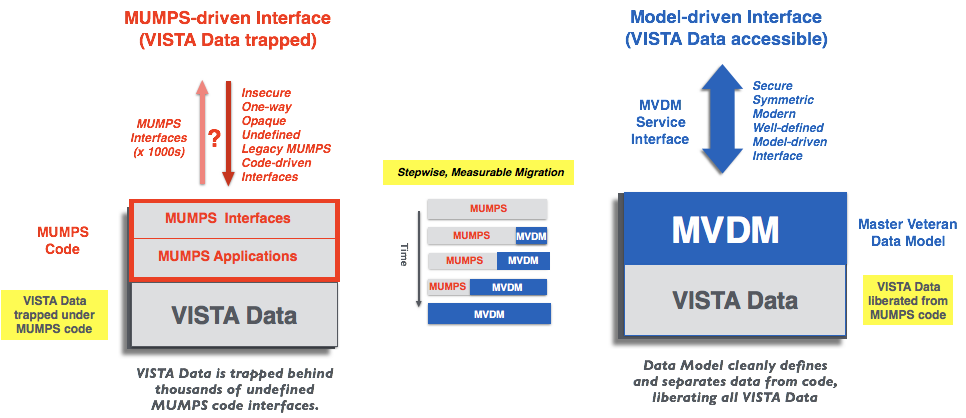 MUMPS-driven Interface
(VISTA Data trapped)
MUMPS
Interfaces
(x 1000s)
?
Insecure
One-way
Opaque
Undefined
Legacy MUMPS
Code-driven
Interfaces
MUMPS
Code
MUMPS Interfaces
MUMPS Applications
VISTA Data
VISTA Data
trapped under
MUMPS code
VISTA Data is trapped behind
thousands of undefined
MUMPS code interfaces.
Stepwise, Measurable Migration
Time
MUMPS
MUMPS MVDM
MUMPS MVDM
MUMPS MVDM
MVDM
Model-driven Interface
(VISTA Data accessible)
MVDM
Service
Interface
Secure
Symmetric
Modern
Well-defined
Model-driven
Interface
MVDM
VISTA Data
Master Veteran
Data Model
VISTA Data
liberated from
MUMPS code
Data Model cleanly defines
and separates data from code,
liberating all VISTA Data